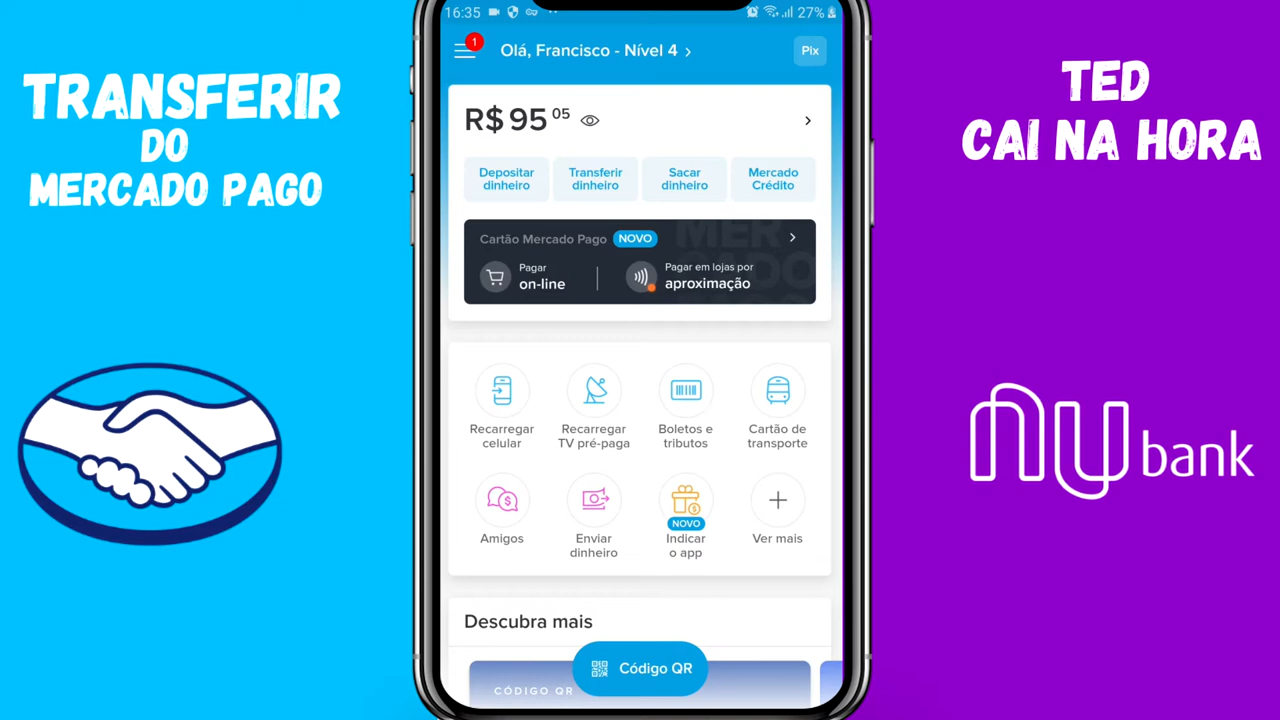 TRANSFERIR
DO
MERCADO PAGO
16:35
27%
1
Olá, Francisco - Nível 4
Pix
R$ 95 05
Depositar
dinheiro
Transferir
dinheiro
Sacar
dinheiro
Mercado
Crédito
Cartão Mercado Pago NOVO
Pagar
on-line
Pagar em lojas por
aproximação
Recarregar
celular
Recarregar
TV pré-paga
Boletos e
tributos
Cartão de
transporte
Amigos
Enviar
dinheiro
NOVO
Indicar
o app
Ver mais
Descubra mais
CÓDIGO QR
Código QR
TED
CAI NA HORA
nu bank